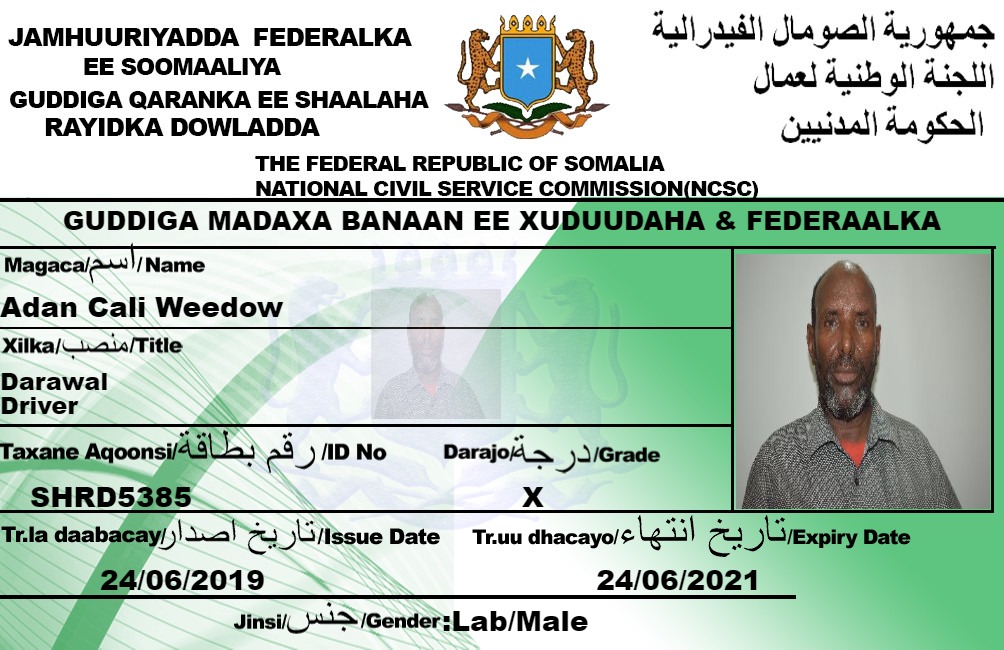 JAMHUURIYADDA FEDERALKA
EE SOOMAALIYA
GUDDIGA QARANKA EE SHAALAHA
RAYIDKA DOWLADDA
جمهورية الصومال الفيدرالية
اللجنة الوطنية لعمال
الحكومة المدنيين
THE FEDERAL REPUBLIC OF SOMALIA
NATIONAL CIVIL SERVICE COMMISSION(NCSC)
GUDDIGA MADAXA BANAAN EE XUDUUDAHA & FEDERAALKA
Magaca/اسم/Name
Adan Cali Weedow
Xilka/منصب/Title
Darawal
Driver
Taxane Aqoonsi/رقم بطاقة/ID No
Darajo/درجة/Grade
SHRD5385
X
Tr.la daabacay/تاريخ اصدار/Issue Date
Tr.uu dhacayo/تاريخ انتهاء/Expiry Date
24/06/2019
24/06/2021
Jinsi/جنس/Gender:Lab/Male